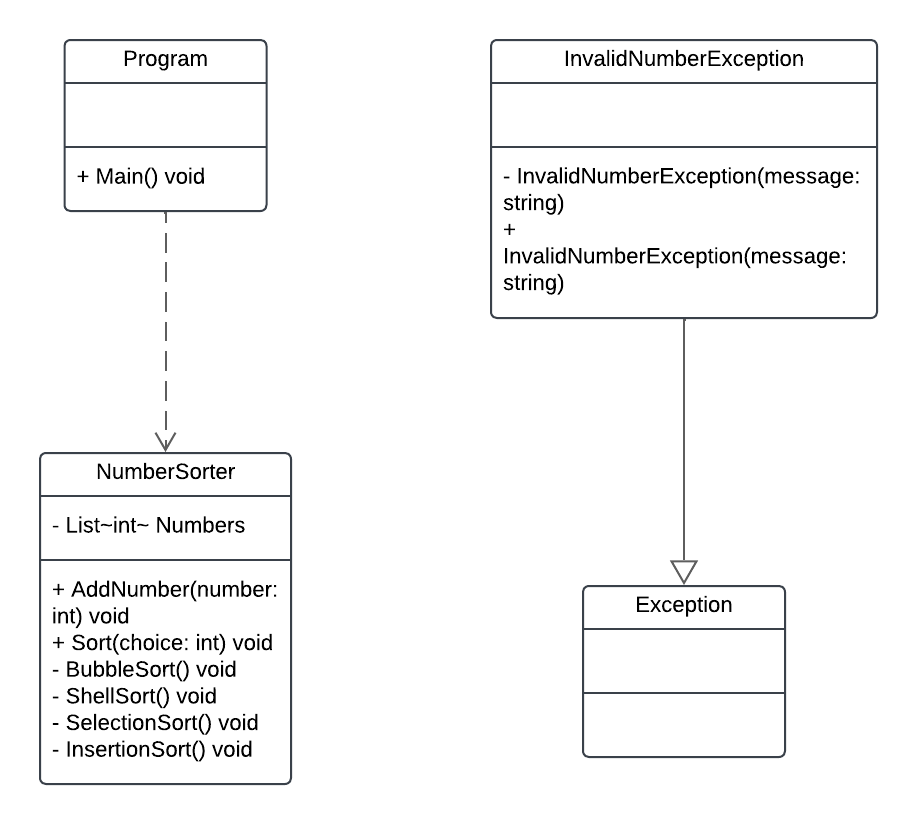 Program
+ Main() void
InvalidNumberException
- InvalidNumberException(message:
string)
+
InvalidNumberException(message:
string)
NumberSorter
- List~int~ Numbers
+ AddNumber(number:
int) void
+ Sort(choice: int) void
- BubbleSort() void
- ShellSort() void
- SelectionSort() void
- InsertionSort() void
Exception